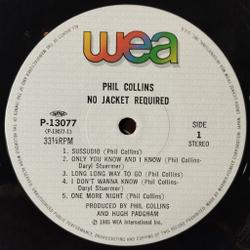 wea
PHIL COLLINS
NO JACKET REQUIRED
P-13077
(P-13077-1)
33⅓RPM
SIDE
1
STEREO
1. SUSSUDIO (Phil Collins)
2. ONLY YOU KNOW AND I KNOW (Phil Collins-
Daryl Stuermer)
3. LONG LONG WAY TO GO (Phil Collins)
4. I DON'T WANNA KNOW (Phil Collins-
Daryl Stuermer)
5. ONE MORE NIGHT (Phil Collins)
PRODUCED BY PHIL COLLINS
AND HUGH PADGHAM
℗ 1985 WEA International Inc.